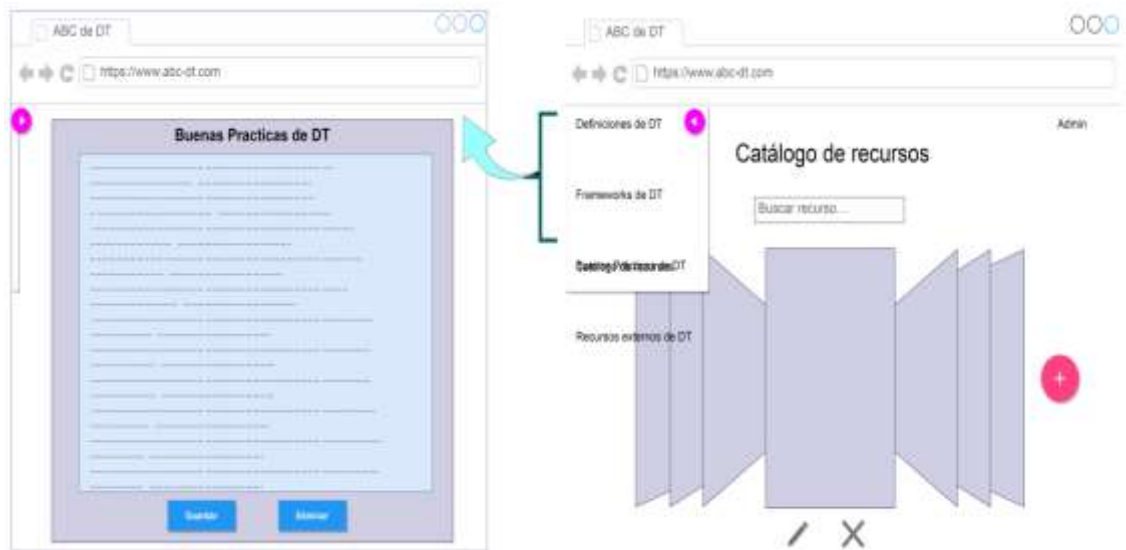 ABC de DT
https://www.abc-dt.com
Buenas Practicas de DT
Guardar
Eliminar
ABC de DT
https://www.abc-dt.com
Definiciones de DT
Admin
Catálogo de recursos
Frameworks de DT
Buscar recurso...
Recursos externos de DT
+